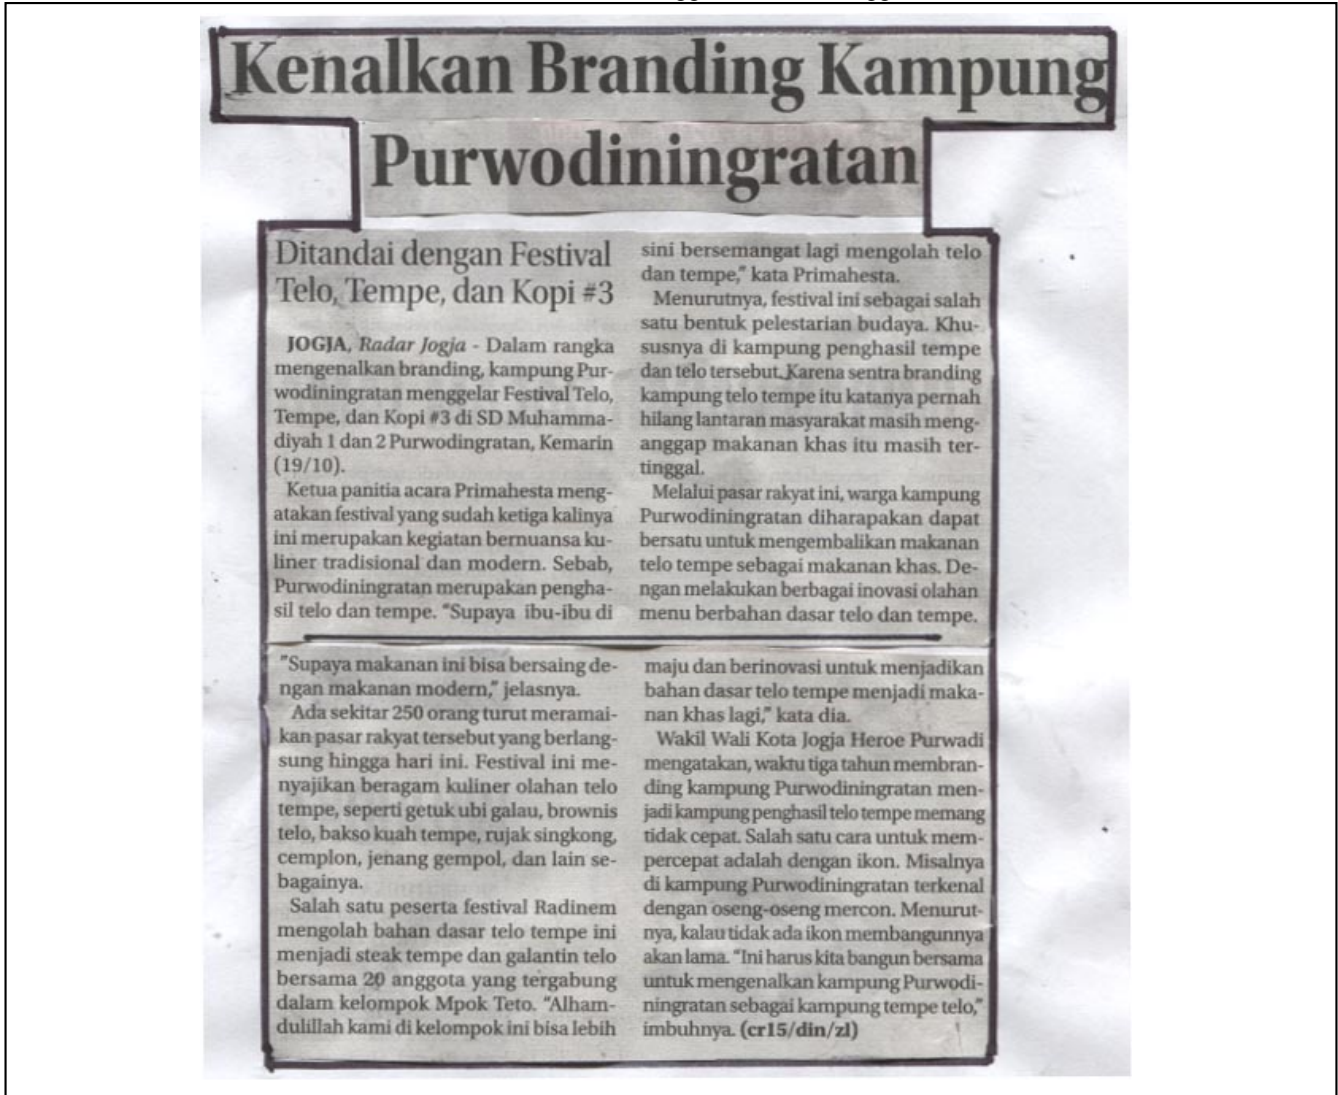 Kenalkan Branding Kampung
Purwodiningratan
Ditandai dengan Festival
Telo, Tempe, dan Kopi #3
JOGJA, Radar Jogja - Dalam rangka
mengenalkan branding, kampung Pur-
wodiningratan menggelar Festival Telo,
Tempe, dan Kopi #3 di SD Muhamma-
diyah 1 dan 2 Purwodingratan, Kemarin
(19/10).
Ketua panitia acara Primahesta meng-
atakan festival yang sudah ketiga kalinya
ini merupakan kegiatan bernuansa ku-
liner tradisional dan modern. Sebab,
Purwodiningratan merupakan pengha-
sil telo dan tempe. "Supaya ibu-ibu di
sini bersemangat lagi mengolah telo
dan tempe," kata Primahesta.
Menurutnya, festival ini sebagai salah
satu bentuk pelestarian budaya. Khu-
susnya di kampung penghasil tempe
dan telo tersebut. Karena sentra branding
kampung telo tempe itu katanya pernah
hilang lantaran masyarakat masih meng-
anggap makanan khas itu masih ter-
tinggal.
Melalui pasar rakyat ini, warga kampung
Purwodiningratan diharapakan dapat
bersatu untuk mengembalikan makanan
telo tempe sebagai makanan khas. De-
ngan melakukan berbagai inovasi olahan
menu berbahan dasar telo dan tempe.
"Supaya makanan ini bisa bersaing de-
ngan makanan modern," jelasnya.
Ada sekitar 250 orang turut meramai-
kan pasar rakyat tersebut yang berlang-
sung hingga hari ini. Festival ini me-
nyajikan beragam kuliner olahan telo
tempe, seperti getuk ubi galau, brownis
telo, bakso kuah tempe, rujak singkong,
cemplon, jenang gempol, dan lain se-
bagainya.
Salah satu peserta festival Radinem
mengolah bahan dasar telo tempe ini
menjadi steak tempe dan galantin telo
bersama 20 anggota yang tergabung
dalam kelompok Mpok Teto. "Alham-
dulillah kami di kelompok ini bisa lebih
maju dan berinovasi untuk menjadikan
bahan dasar telo tempe menjadi maka-
nan khas lagi," kata dia.
Wakil Wali Kota Jogja Heroe Purwadi
mengatakan, waktu tiga tahun membran-
ding kampung Purwodiningratan men-
jadi kampung penghasil telo tempe memang
tidak cepat. Salah satu cara untuk mem-
percepat adalah dengan ikon. Misalnya
di kampung Purwodiningratan terkenal
dengan oseng-oseng mercon. Menurut-
nya, kalau tidak ada ikon membangunnya
akan lama. "Ini harus kita bangun bersama
untuk mengenalkan kampung Purwodi-
ningratan sebagai kampung tempe telo,"
imbuhnya. (cr15/din/zl)